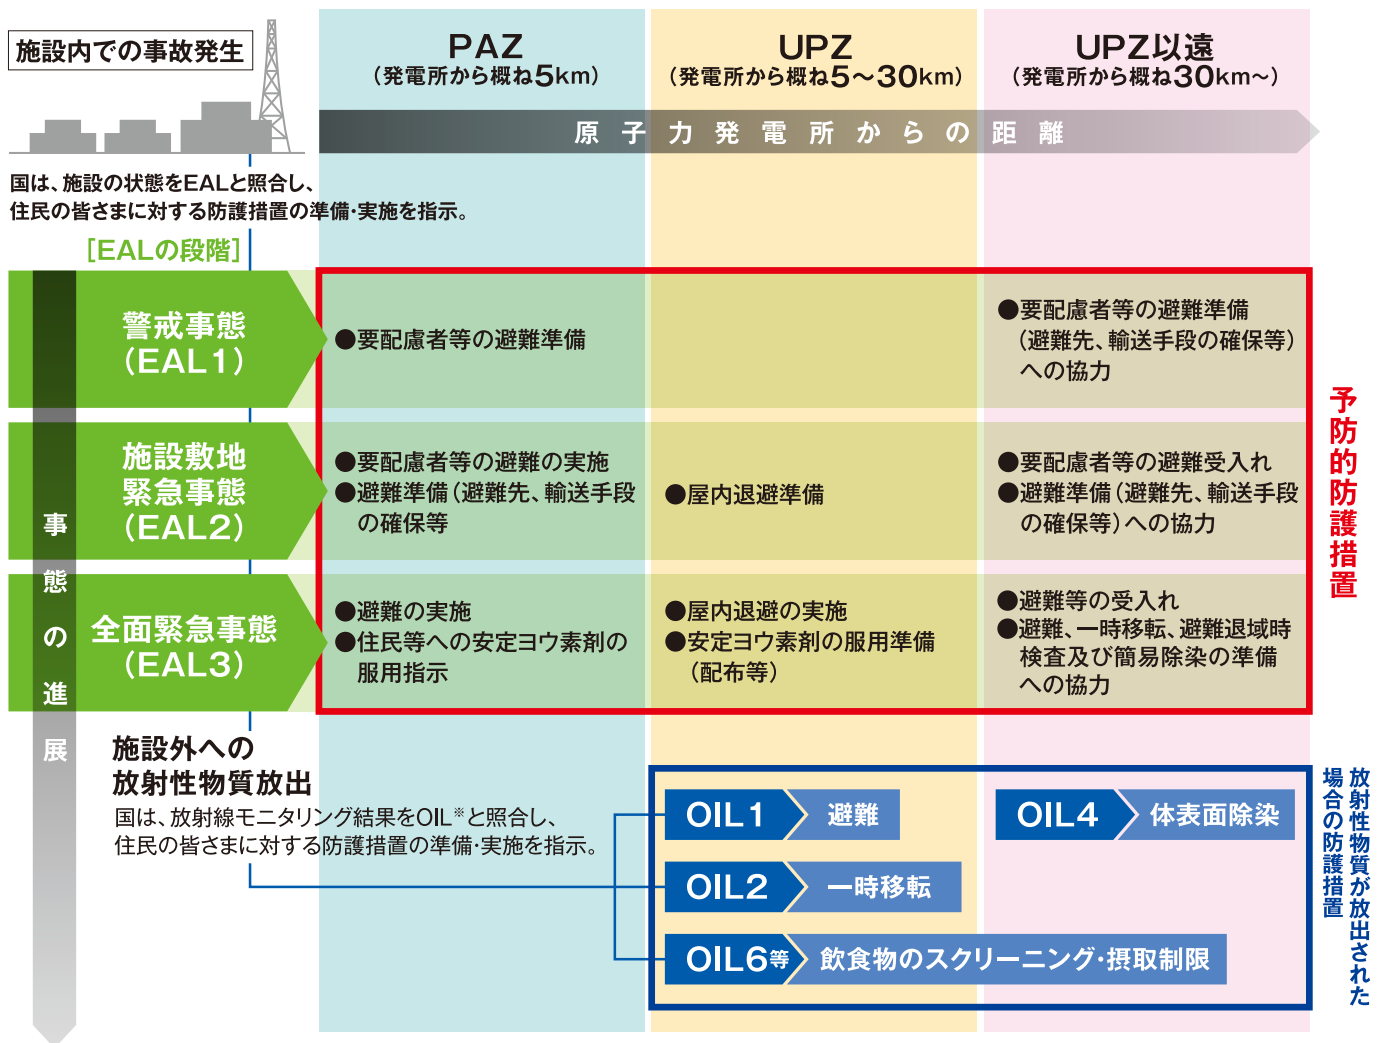 施設内での事故発生
PAZ
(発電所から概ね5km)
UPZ
(発電所から概ね5〜30km)
UPZ以遠
(発電所から概ね30km〜)
原子力発電所からの距離
国は、施設の状態をEALと照合し、
住民の皆さまに対する防護措置の準備・実施を指示。
[EALの段階]
事態の進展
警戒事態
(EAL1)
●要配慮者等の避難準備
●要配慮者等の避難準備
(避難先、輸送手段の確保等)
への協力
施設敷地
緊急事態
(EAL2)
●要配慮者等の避難の実施
●避難準備(避難先、輸送手段
の確保等
●屋内退避準備
●要配慮者等の避難受入れ
●避難準備(避難先、輸送手段
の確保等)への協力
全面緊急事態
(EAL3)
●避難の実施
●住民等への安定ヨウ素剤の
服用指示
●屋内退避の実施
●安定ヨウ素剤の服用準備
(配布等)
●避難等の受入れ
●避難、一時移転、避難退域時
検査及び簡易除染の準備
への協力
予防的防護措置
施設外への
放射性物質放出
国は、放射線モニタリング結果をOIL※と照合し、
住民の皆さまに対する防護措置の準備・実施を指示。
OIL1 避難
OIL4 体表面除染
OIL2 一時移転
OIL6等 飲食物のスクリーニング・摂取制限
放射性物質が放出された
場合の防護措置